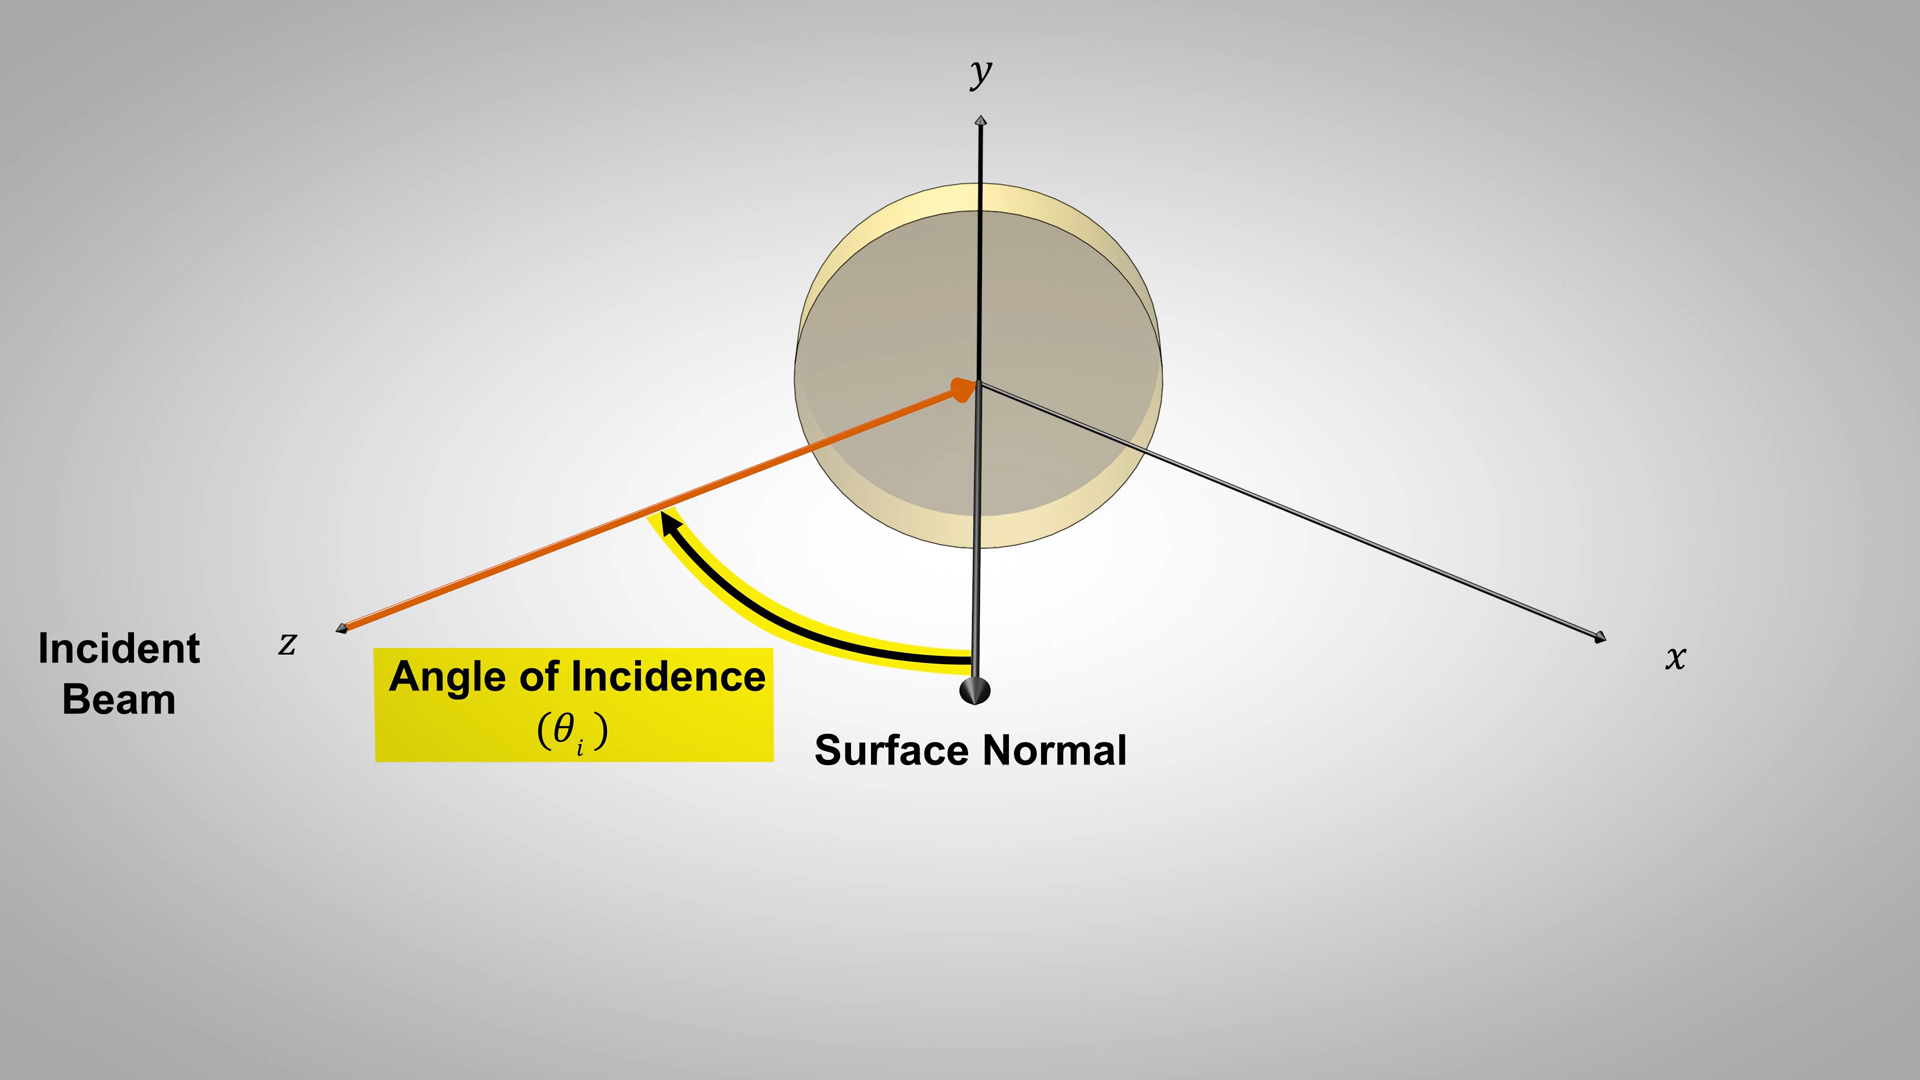 y
Incident
Beam
z
Angle of Incidence
(θᵢ)
Surface Normal
x